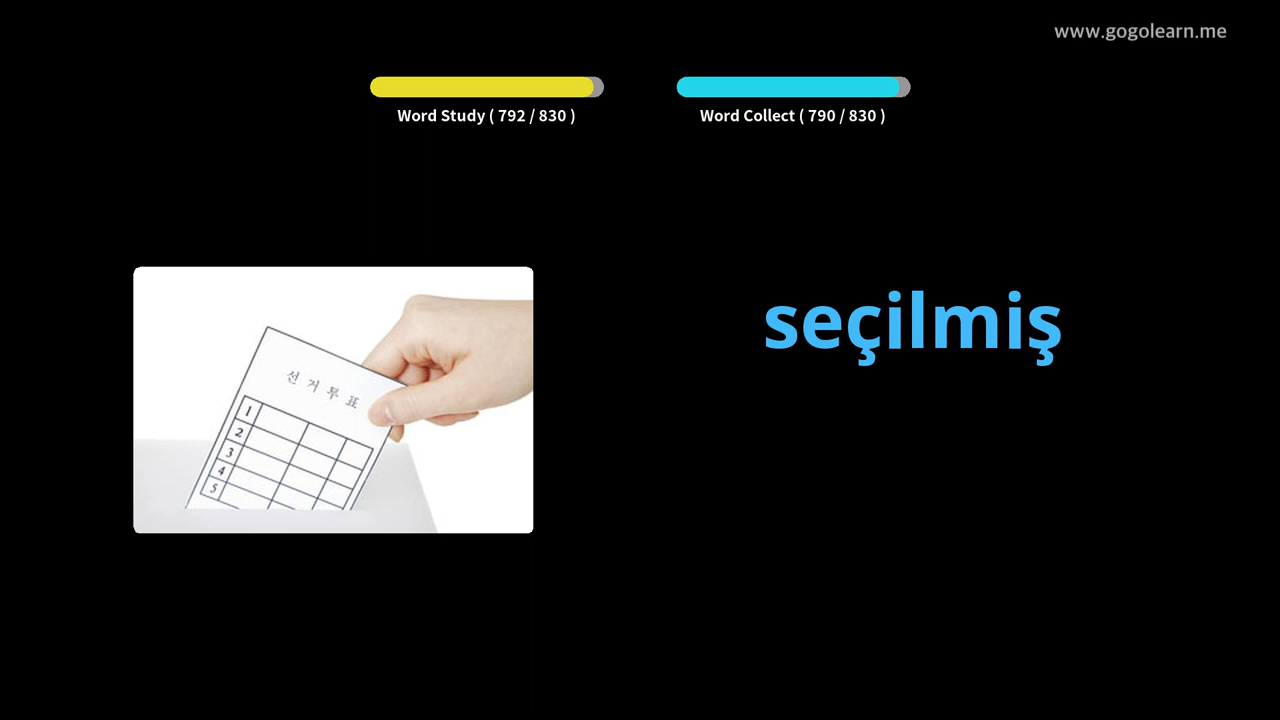 www.gogolearn.me
Word Study ( 792 / 830 )
Word Collect ( 790 / 830 )
seçilmiş
선거투표
1
2
3
4
5